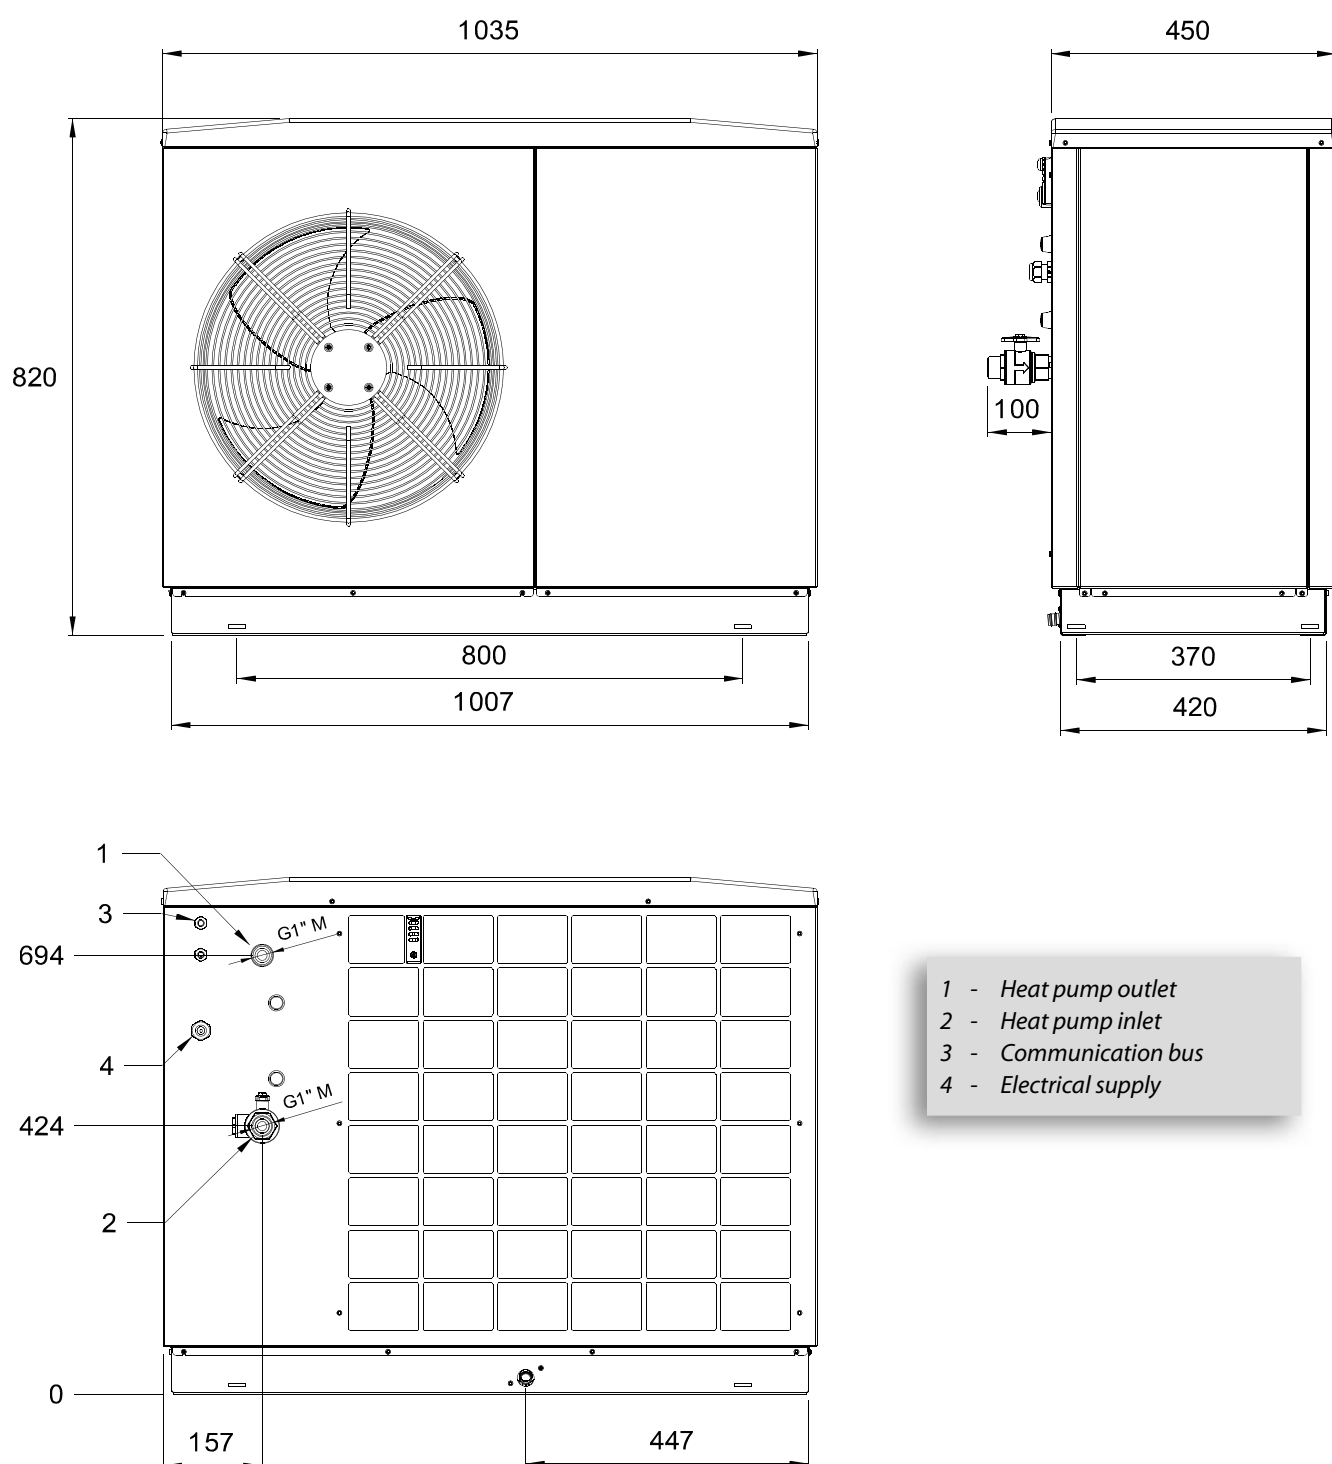 1035
450
820
100
800
1007
370
420
1
3
G1" M
694
4
G1" M
424
2
0
157
447
1 - Heat pump outlet
2 - Heat pump inlet
3 - Communication bus
4 - Electrical supply